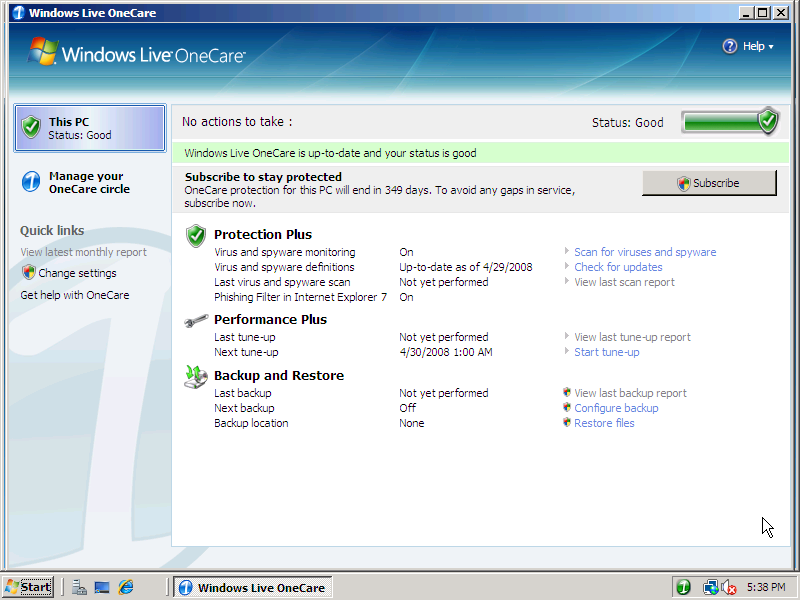 Windows Live OneCare
Windows Live OneCare
Help
This PC
Status: Good
Manage your
OneCare circle
Quick links
View latest monthly report
Change settings
Get help with OneCare
No actions to take :
Status: Good
Windows Live OneCare is up-to-date and your status is good
Subscribe to stay protected
OneCare protection for this PC will end in 349 days. To avoid any gaps in service,
subscribe now.
Subscribe
Protection Plus
Virus and spyware monitoring On Scan for viruses and spyware
Virus and spyware definitions Up-to-date as of 4/29/2008 Check for updates
Last virus and spyware scan Not yet performed View last scan report
Phishing Filter in Internet Explorer 7 On
Performance Plus
Last tune-up Not yet performed View last tune-up report
Next tune-up 4/30/2008 1:00 AM Start tune-up
Backup and Restore
Last backup Not yet performed View last backup report
Next backup Off Configure backup
Backup location None Restore files
Start
Windows Live OneCare
5:38 PM